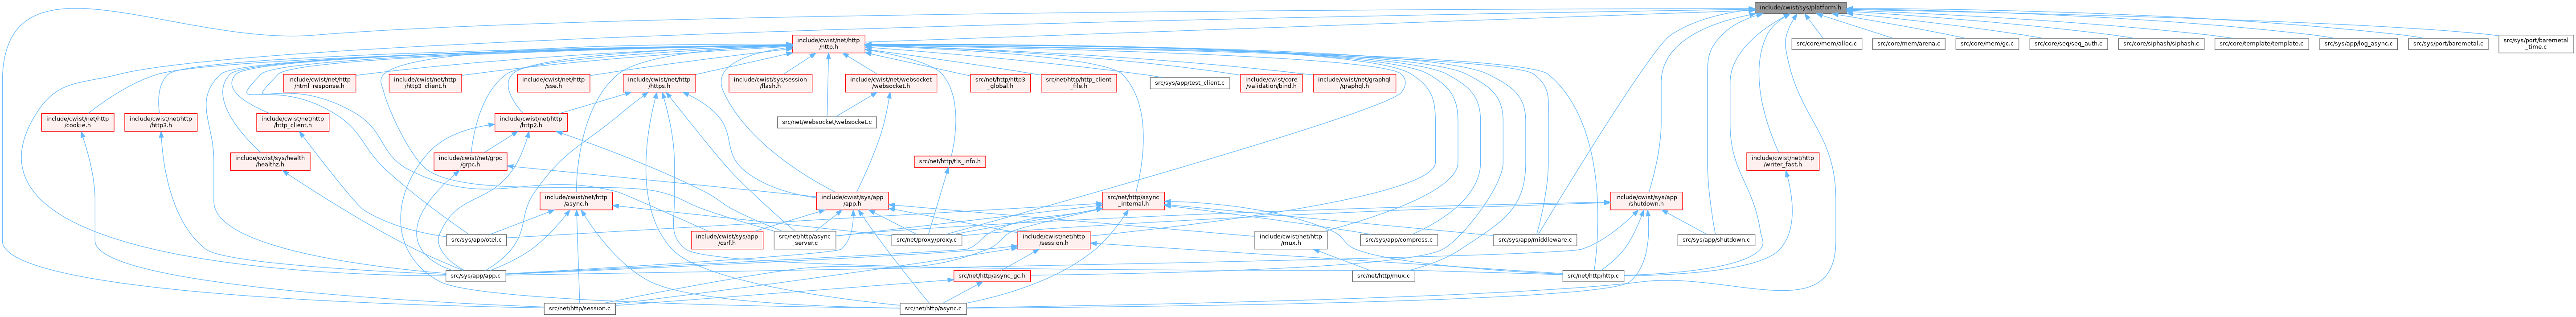 include/cwist/sys/platform.h
include/cwist/net/http
/http.h
src/core/mem/alloc.c
src/core/mem/arena.c
src/core/mem/gc.c
src/core/seq/seq_auth.c
src/core/siphash/siphash.c
src/core/template/template.c
src/sys/app/log_async.c
src/sys/port/baremetal.c
src/sys/port/baremetal
_time.c
include/cwist/net/http
/html_response.h
include/cwist/net/http
/http3_client.h
include/cwist/net/http
/sse.h
include/cwist/net/http
/https.h
include/cwist/sys/session
/flash.h
include/cwist/net/websocket
/websocket.h
src/net/http/http3
_global.h
src/net/http/http_client
_file.h
src/sys/app/test_client.c
include/cwist/core
/validation/bind.h
include/cwist/net/graphql
/graphql.h
include/cwist/net/http
/cookie.h
include/cwist/net/http
/http3.h
include/cwist/net/http
/http_client.h
include/cwist/net/http
/http2.h
src/net/websocket/websocket.c
include/cwist/sys/health
/healthz.h
include/cwist/net/grpc
/grpc.h
src/net/http/tls_info.h
include/cwist/net/http
/writer_fast.h
include/cwist/net/http
/async.h
include/cwist/sys/app
/app.h
src/net/http/async
_internal.h
include/cwist/sys/app
/shutdown.h
src/sys/app/otel.c
include/cwist/sys/app
/csrf.h
src/net/http/async
_server.c
src/net/proxy/proxy.c
include/cwist/net/http
/session.h
include/cwist/net/http
/mux.h
src/sys/app/compress.c
src/sys/app/middleware.c
src/sys/app/shutdown.c
src/sys/app/app.c
src/net/http/async_gc.h
src/net/http/mux.c
src/net/http/http.c
src/net/http/session.c
src/net/http/async.c